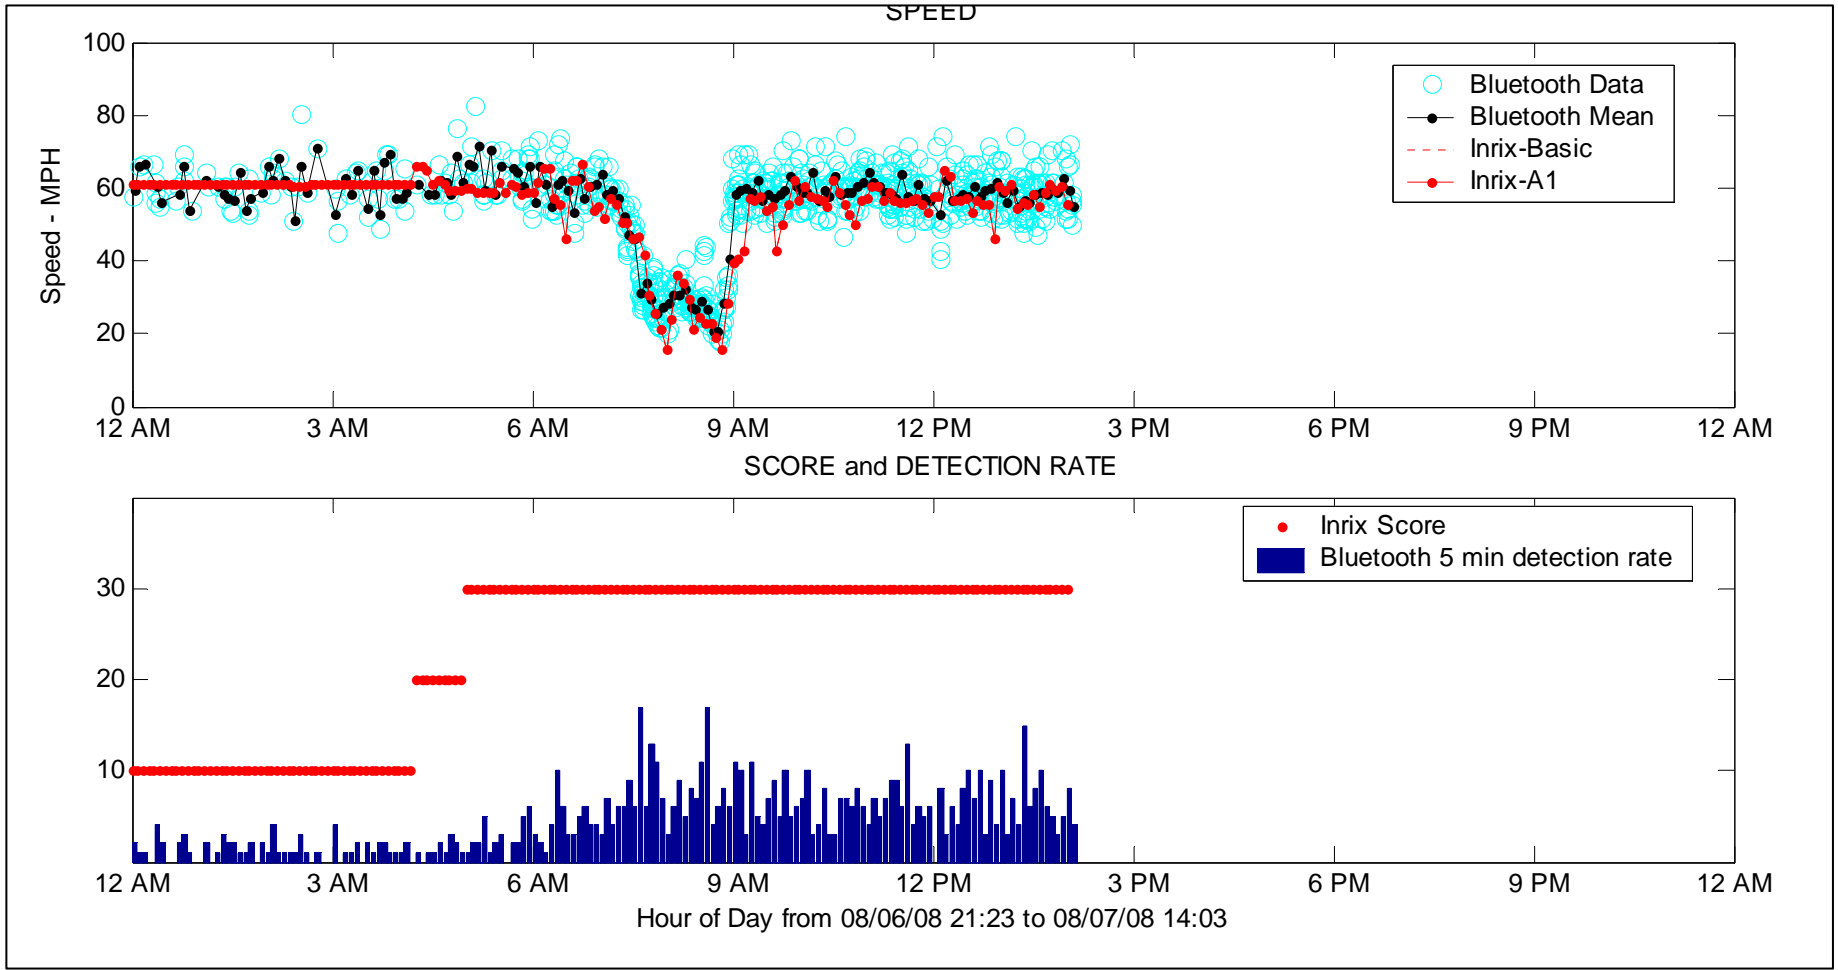 SPEED
100
80
60
40
20
0
Speed - MPH
Bluetooth Data
Bluetooth Mean
Inrix-Basic
Inrix-A1
12 AM 3 AM 6 AM 9 AM 12 PM 3 PM 6 PM 9 PM 12 AM
SCORE and DETECTION RATE
30
20
10
Inrix Score
Bluetooth 5 min detection rate
12 AM 3 AM 6 AM 9 AM 12 PM 3 PM 6 PM 9 PM 12 AM
Hour of Day from 08/06/08 21:23 to 08/07/08 14:03